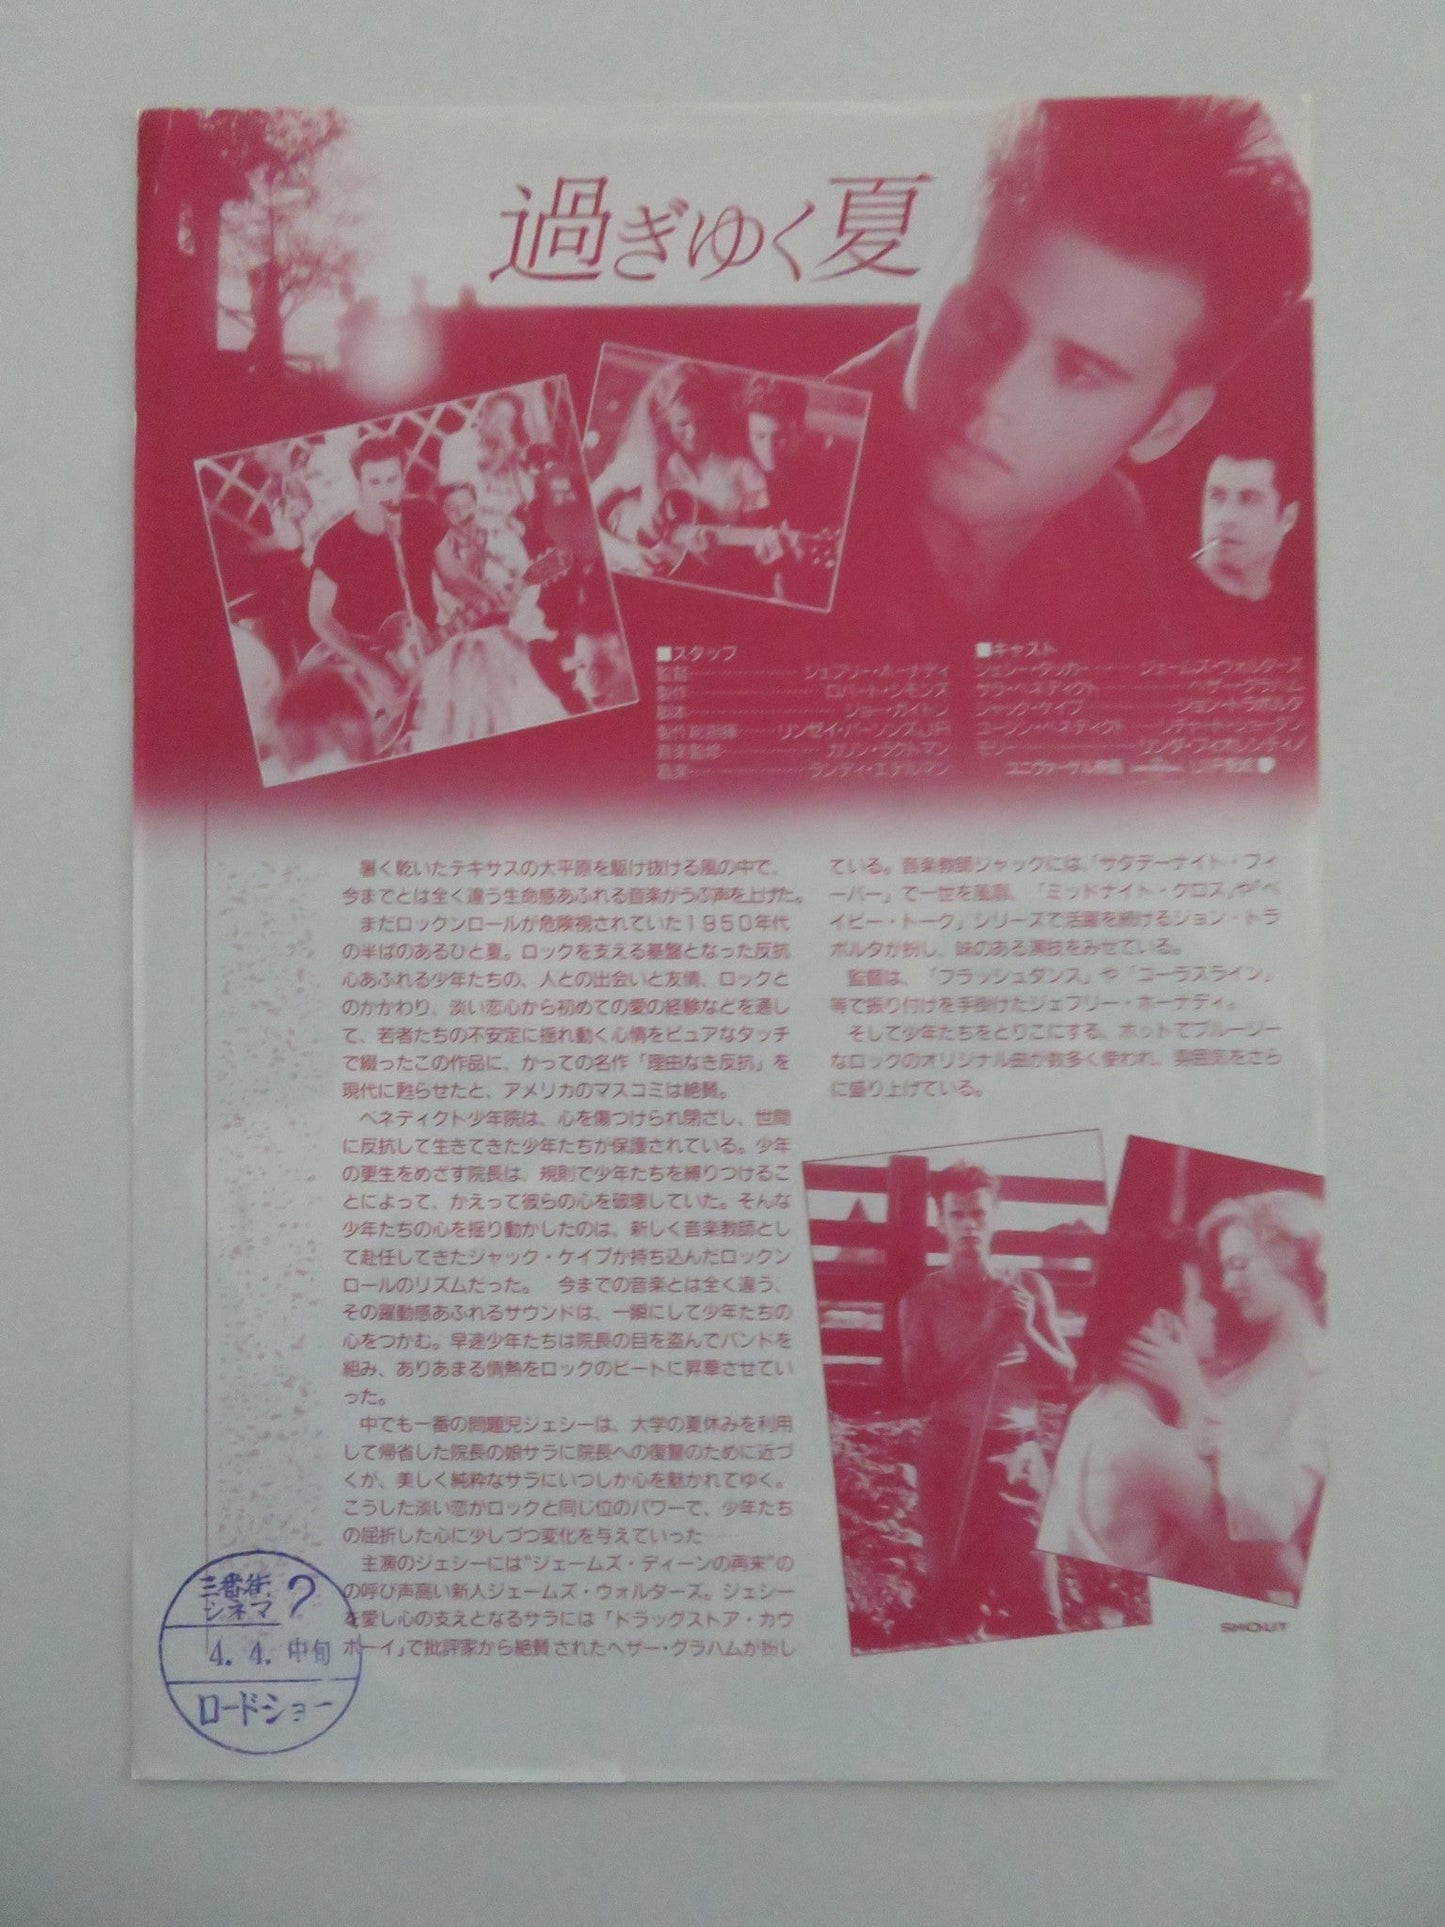 過ぎゆく夏
■スタッフ
監督……………ジェフリー・ホーナディ
製作……………ロバート・シモンズ
脚本……………ジョー・ガイトン
製作総指揮……リンゼイ・パーソンズJR
音楽監修………カリン・ラクトマン
音楽……………ランディ・エデルマン
■キャスト
ジェシー・タッカー………ジェームズ・ウォルターズ
サラ・ベネディクト…………ヘザー・グラハム
ジャック・ケイブ…………ジョン・トラボルタ
ユージン・ベネディクト……リチャード・ジョーダン
モリー……………リンダ・フィオレンティノ
ユニヴァーサル映画 UIP配給
暑く乾いたテキサスの大平原を駆け抜ける風の中で、
今までとは全く違う生命感あふれる音楽がうぶ声を上げた。
まだロックンロールが危険視されていた1950年代
の半ばのあるひと夏。ロックを支える基盤となった反抗
心あふれる少年たちの、人との出会いと友情、ロックと
のかかわり、淡い恋心から初めての愛の経験などを通し
て、若者たちの不安定に揺れ動く心情をピュアなタッチ
で綴ったこの作品に、かっての名作「理由なき反抗」を
現代に甦らせたと、アメリカのマスコミは絶賛。
ベネディクト少年院は、心を傷つけられ閉ざし、世間
に反抗して生きてきた少年たちが保護されている。少年
の更生をめざす院長は、規則で少年たちを縛りつけるこ
とによって、かえって彼らの心を破壊していた。そんな
少年たちの心を揺り動かしたのは、新しく音楽教師とし
て赴任してきたジャック・ケイブが持ち込んだロックン
ロールのリズムだった。 今までの音楽とは全く違う、
その躍動感あふれるサウンドは、一瞬にして少年たちの
心をつかむ。早速少年たちは院長の目を盗んでバンドを
組み、ありあまる情熱をロックのビートに昇華させてい
った。
中でも一番の問題児ジェシーは、大学の夏休みを利用
して帰省した院長の娘サラに院長への復讐のために近づ
くが、美しく純粋なサラにいつしか心を魅かれてゆく。
こうした淡い恋がロックと同じ位のパワーで、少年たち
の屈折した心に少しづつ変化を与えていった……
主演のジェシーには“ジェームズ・ディーンの再来”の
の呼び声高い新人ジェームズ・ウォルターズ。ジェシー
を愛し心の支えとなるサラには「ドラッグストア・カウ
ボーイ」で批評家から絶賛されたヘザー・グラハムが扮し
ている。音楽教師ジャックには、「サタデーナイト・フィ
ーバー」で一世を風靡、「ミッドナイト・クロス」や「ベ
イビー・トーク」シリーズで活躍を続けるジョン・トラ
ボルタが扮し、味のある演技をみせている。
監督は、「フラッシュダンス」や「コーラスライン」
等で振り付けを手掛けたジェフリー・ホーナディ。
そして少年たちをとりこにする、ホットでブルージー
なロックのオリジナル曲が数多く使われ、雰囲気をさら
に盛り上げている。
SHOUT
三番街
シネマ
?
4.4.中旬
ロードショー